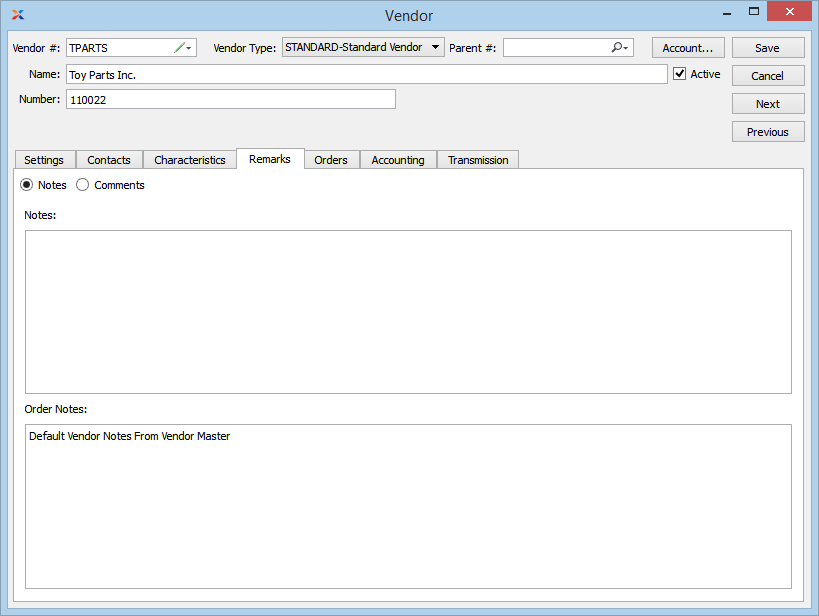 Vendor
Vendor #: TPARTS Vendor Type: STANDARD-Standard Vendor Parent #: Account... Save
Name: Toy Parts Inc. Active Cancel
Number: 110022 Next
Previous
Settings Contacts Characteristics Remarks Orders Accounting Transmission
Notes Comments
Notes:
Order Notes:
Default Vendor Notes From Vendor Master